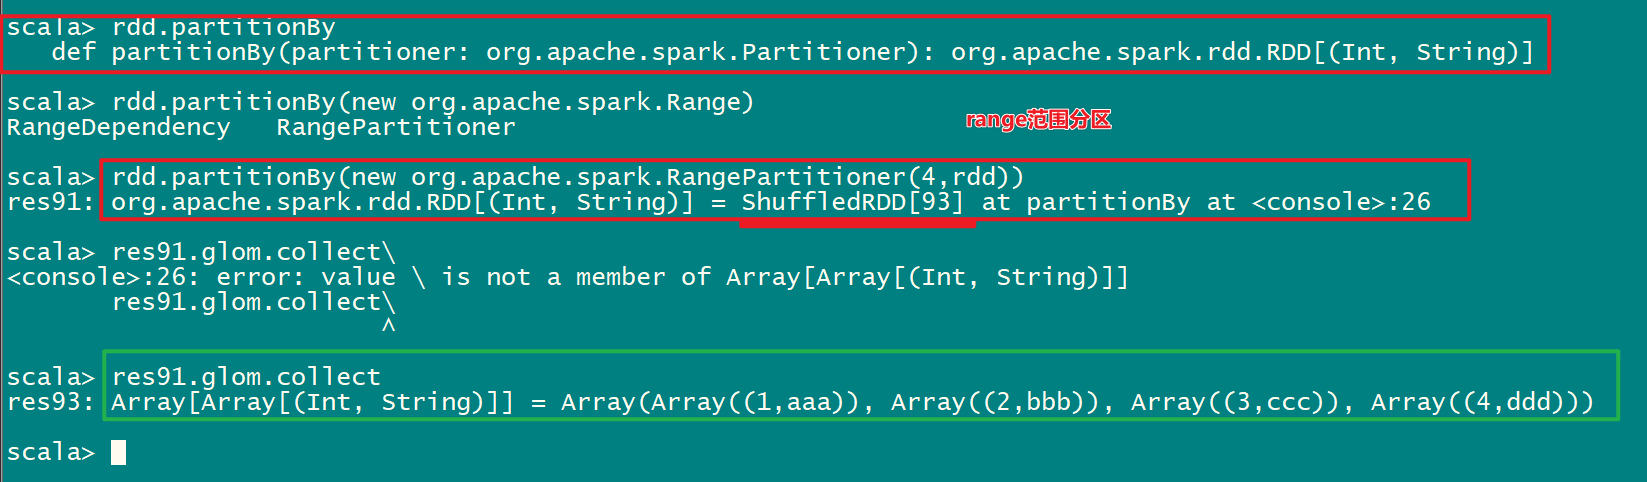 scala> rdd.partitionBy
   def partitionBy(partitioner: org.apache.spark.Partitioner): org.apache.spark.rdd.RDD[(Int, String)]
scala> rdd.partitionBy(new org.apache.spark.Range)
RangeDependency   RangePartitioner
range范围分区
scala> rdd.partitionBy(new org.apache.spark.RangePartitioner(4,rdd))
res91: org.apache.spark.rdd.RDD[(Int, String)] = ShuffledRDD[93] at partitionBy at <console>:26
scala> res91.glom.collect\
<console>:26: error: value \ is not a member of Array[Array[(Int, String)]]
       res91.glom.collect\
                         ^
scala> res91.glom.collect
res93: Array[Array[(Int, String)]] = Array(Array((1,aaa)), Array((2,bbb)), Array((3,ccc)), Array((4,ddd)))
scala>